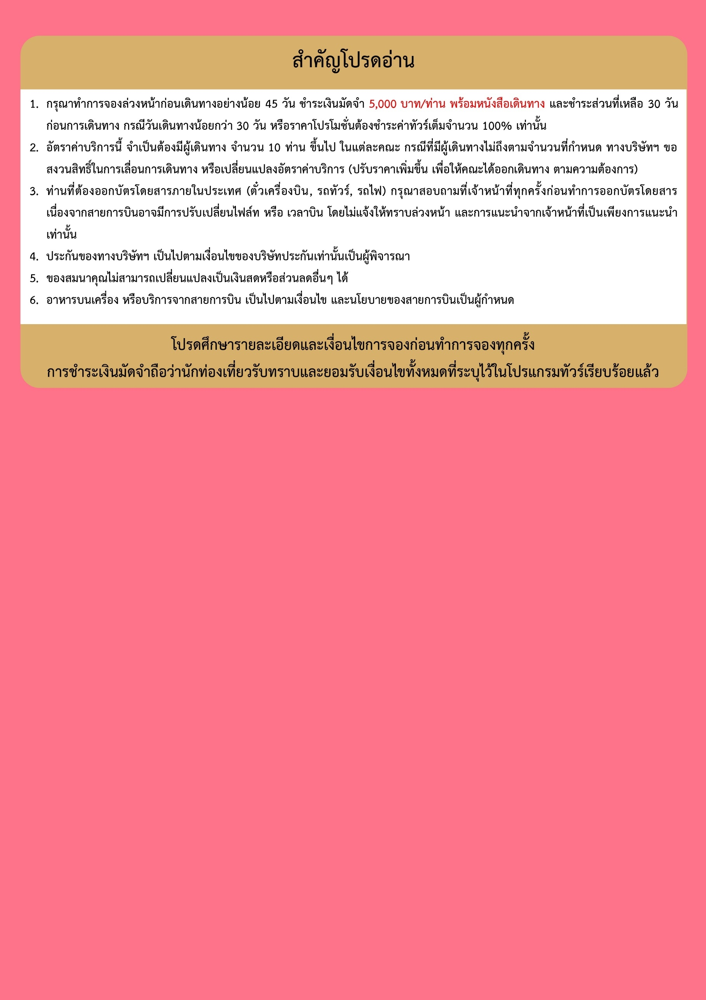 สำคัญโปรดอ่าน
1. กรุณาทำการจองล่วงหน้าก่อนเดินทางอย่างน้อย 45 วัน ชำระเงินมัดจำ 5,000 บาท/ท่าน พร้อมหนังสือเดินทาง และชำระส่วนที่เหลือ 30 วัน
ก่อนการเดินทาง กรณีวันเดินทางน้อยกว่า 30 วัน หรือราคาโปรโมชั่นต้องชำระค่าทัวร์เต็มจำนวน 100% เท่านั้น
2. อัตราค่าบริการนี้ จำเป็นต้องมีผู้เดินทาง จำนวน 10 ท่าน ขึ้นไป ในแต่ละคณะ กรณีที่มีผู้เดินทางไม่ถึงตามจำนวนที่กำหนด ทางบริษัทฯ ขอ
สงวนสิทธิ์ในการเลื่อนการเดินทาง หรือเปลี่ยนแปลงอัตราค่าบริการ (ปรับราคาเพิ่มขึ้น เพื่อให้คณะได้ออกเดินทาง ตามความต้องการ)
3. ท่านที่ต้องออกบัตรโดยสารภายในประเทศ (ตั๋วเครื่องบิน, รถทัวร์, รถไฟ) กรุณาสอบถามที่เจ้าหน้าที่ทุกครั้งก่อนทำการออกบัตรโดยสาร
เนื่องจากสายการบินอาจมีการปรับเปลี่ยนไฟล์ท หรือ เวลาบิน โดยไม่แจ้งให้ทราบล่วงหน้า และการแนะนำจากเจ้าหน้าที่เป็นเพียงการแนะนำ
เท่านั้น
4. ประกันของทางบริษัทฯ เป็นไปตามเงื่อนไขของบริษัทประกันเท่านั้นเป็นผู้พิจารณา
5. ของสมนาคุณไม่สามารถเปลี่ยนแปลงเป็นเงินสดหรือส่วนลดอื่นๆ ได้
6. อาหารบนเครื่อง หรือบริการจากสายการบิน เป็นไปตามเงื่อนไข และนโยบายของสายการบินเป็นผู้กำหนด
โปรดศึกษารายละเอียดและเงื่อนไขการจองก่อนทำการจองทุกครั้ง
การชำระเงินมัดจำถือว่านักท่องเที่ยวรับทราบและยอมรับเงื่อนไขทั้งหมดที่ระบุไว้ในโปรแกรมทัวร์เรียบร้อยแล้ว